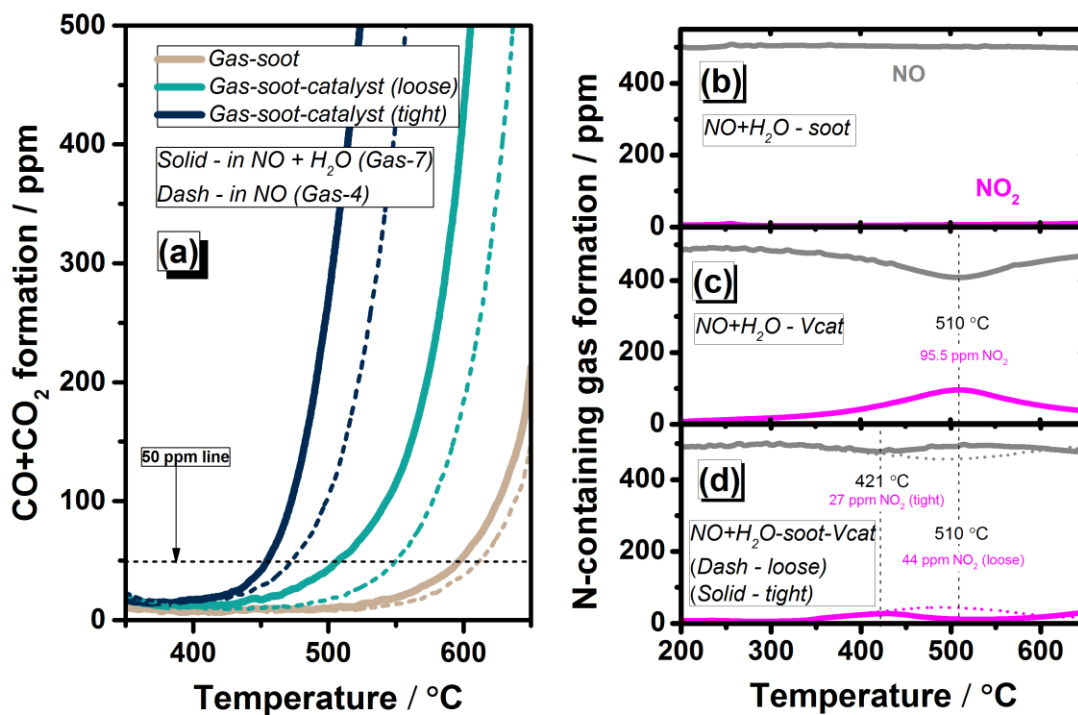 500
400
300
200
100
0
CO+CO₂ formation / ppm
Gas-soot
Gas-soot-catalyst (loose)
Gas-soot-catalyst (tight)
Solid - in NO + H₂O (Gas-7)
Dash - in NO (Gas-4)
(a)
50 ppm line
400 500 600
Temperature / °C
N-containing gas formation / ppm
400
200
0
(b)
NO
NO+H₂O - soot
NO₂
400
200
0
(c)
NO+H₂O - Vcat
510 °C
95.5 ppm NO₂
400
200
0
(d)
421 °C
27 ppm NO₂ (tight)
NO+H₂O-soot-Vcat
(Dash - loose)
(Solid - tight)
510 °C
44 ppm NO₂ (loose)
200 300 400 500 600
Temperature / °C